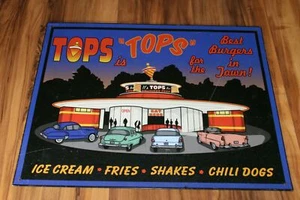 TOPS is "TOPS" for the
Best
Burgers
in
Town!
TOPS
ICE CREAM • FRIES • SHAKES • CHILI DOGS